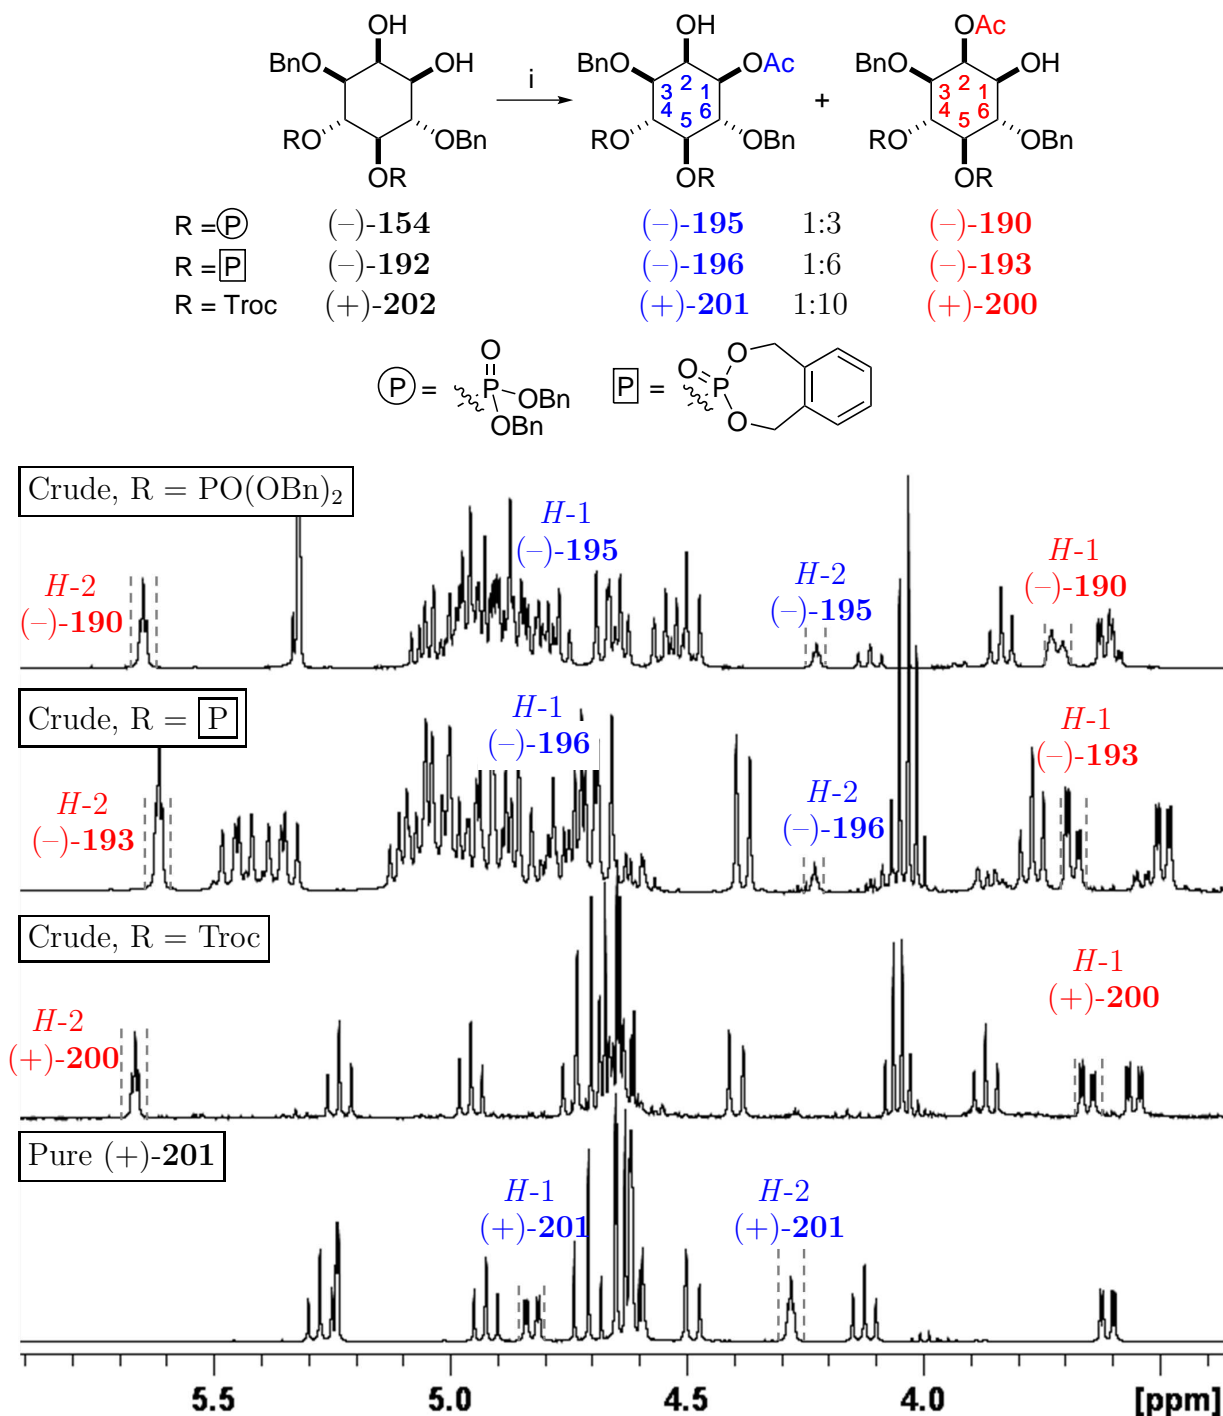 OH
OH
OAc
BnO
OH
i
BnO
OAc
BnO
OH
2
3 1
4 6
5
+
2
3 1
4 6
5
RO
OBn
RO
OBn
RO
OBn
OR
OR
OR
R = P (–)-154 (–)-195 1:3 (–)-190
R = P (–)-192 (–)-196 1:6 (–)-193
R = Troc (+)-202 (+)-201 1:10 (+)-200
P = O P OBn OBn
P = O P O O
Crude, R = PO(OBn)2
H-2
(–)-190
H-1
(–)-195
H-2
(–)-195
H-1
(–)-190
Crude, R = P
H-2
(–)-193
H-1
(–)-196
H-2
(–)-196
H-1
(–)-193
Crude, R = Troc
H-2
(+)-200
H-1
(+)-200
Pure (+)-201
H-1
(+)-201
H-2
(+)-201
5.5 5.0 4.5 4.0 [ppm]